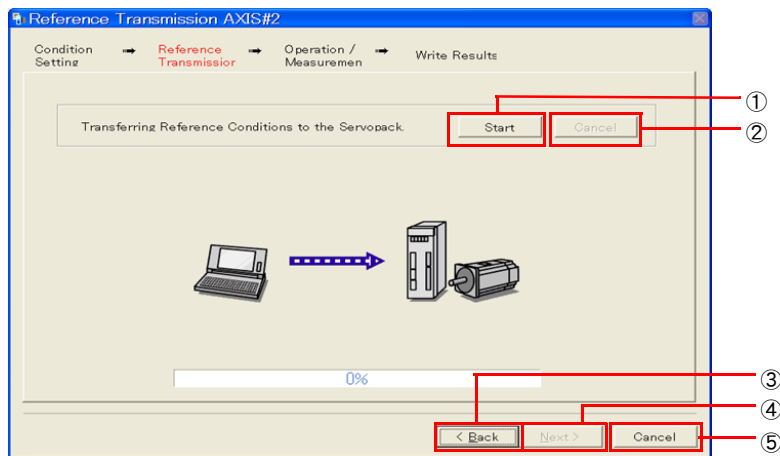 Reference Transmission AXIS#2
Condition Setting
Reference Transmissior
Operation / Measuremen
Write Results
Transferring Reference Conditions to the Servopack.
Start
Cancel
①
②
0%
③
④
< Back
Next >
Cancel
⑤